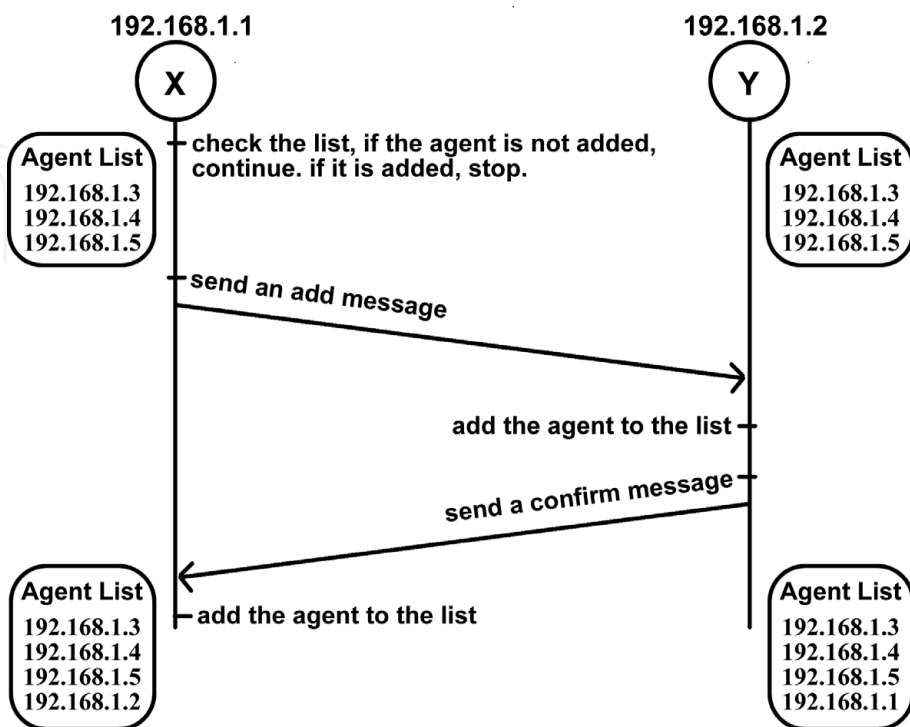 192.168.1.1
192.168.1.2
X
Y
check the list, if the agent is not added,
continue. if it is added, stop.
Agent List
192.168.1.3
192.168.1.4
192.168.1.5
Agent List
192.168.1.3
192.168.1.4
192.168.1.5
send an add message
add the agent to the list
send a confirm message
Agent List
192.168.1.3
192.168.1.4
192.168.1.5
192.168.1.2
add the agent to the list
Agent List
192.168.1.3
192.168.1.4
192.168.1.5
192.168.1.1